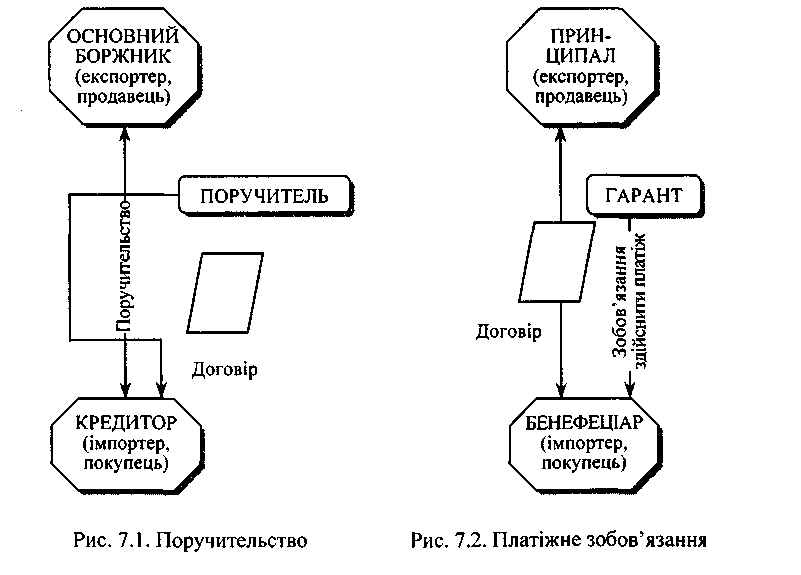 ОСНОВНИЙ
БОРЖНИК
(експортер,
продавець)
ПОРУЧИТЕЛЬ
Поручительство
Договір
КРЕДИТОР
(імпортер,
покупець)
Рис. 7.1. Поручительство
ПРИН-
ЦИПАЛ
(експортер,
продавець)
ГАРАНТ
Зобов’язання
здійснити платіж
Договір
БЕНЕФЕЦІАР
(імпортер,
покупець)
Рис. 7.2. Платіжне зобов’язання